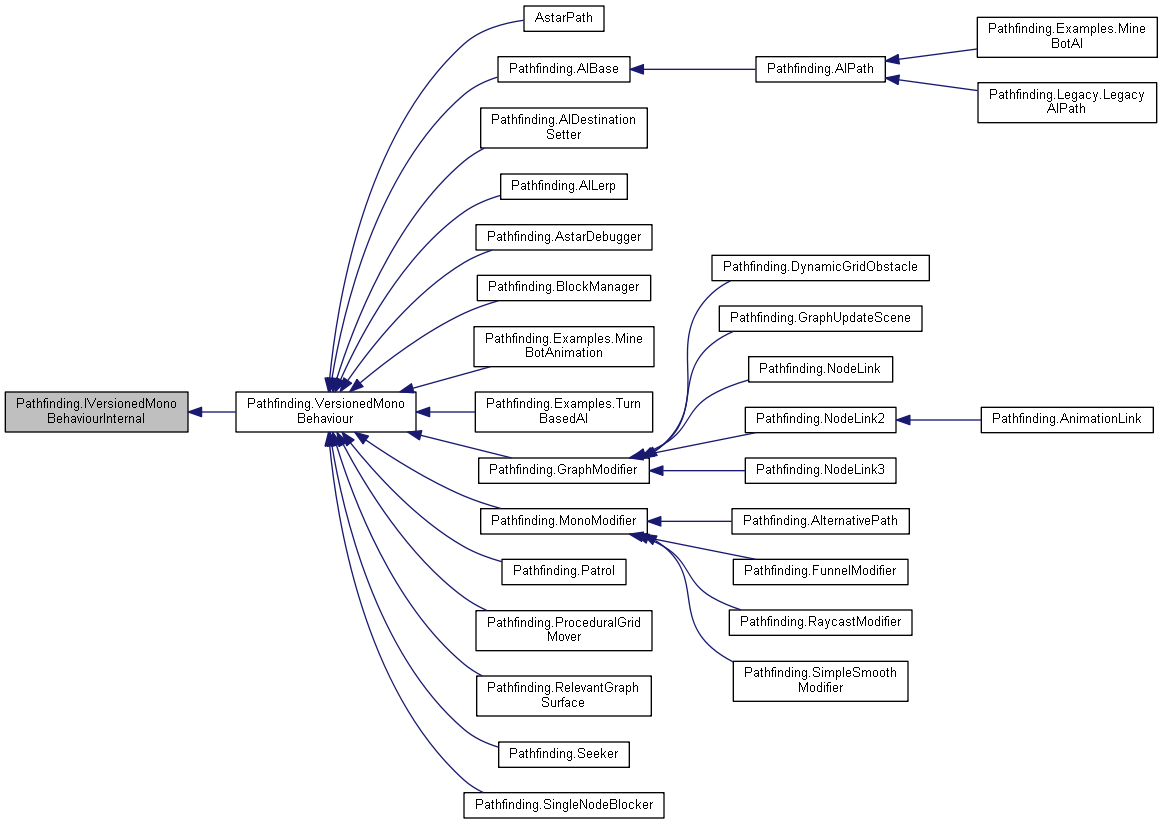 Pathfinding.IVersionedMono
BehaviourInternal
Pathfinding.VersionedMono
Behaviour
AstarPath
Pathfinding.AIBase
Pathfinding.AIPath
Pathfinding.Examples.Mine
BotAI
Pathfinding.Legacy.Legacy
AIPath
Pathfinding.AIDestination
Setter
Pathfinding.AILerp
Pathfinding.AstarDebugger
Pathfinding.BlockManager
Pathfinding.Examples.Mine
BotAnimation
Pathfinding.Examples.Turn
BasedAI
Pathfinding.GraphModifier
Pathfinding.DynamicGridObstacle
Pathfinding.GraphUpdateScene
Pathfinding.NodeLink
Pathfinding.NodeLink2
Pathfinding.AnimationLink
Pathfinding.NodeLink3
Pathfinding.MonoModifier
Pathfinding.AlternativePath
Pathfinding.FunnelModifier
Pathfinding.RaycastModifier
Pathfinding.SimpleSmooth
Modifier
Pathfinding.Patrol
Pathfinding.ProceduralGrid
Mover
Pathfinding.RelevantGraph
Surface
Pathfinding.Seeker
Pathfinding.SingleNodeBlocker